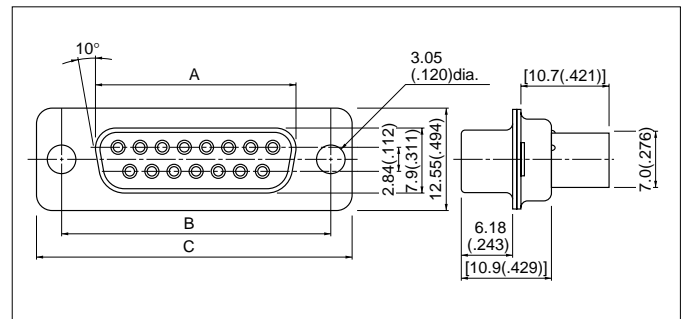 10°
A
3.05
(.120)dia.
[10.7(.421)]
2.84(.112)
7.9(.311)
12.55(.494)
7.0(.276)
B
C
6.18
(.243)
[10.9(.429)]